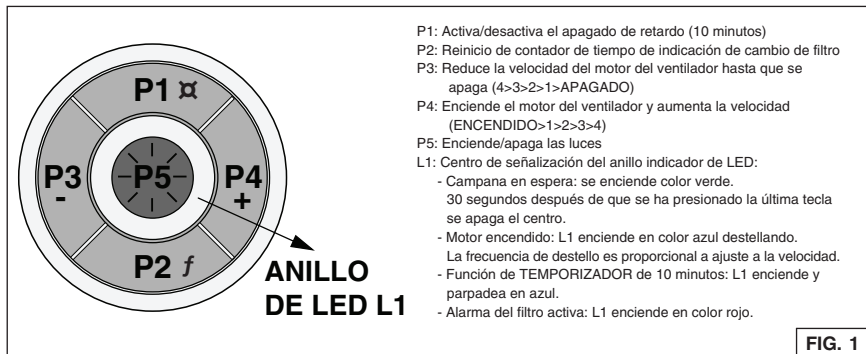 P1 ¤
P3
-
P5
P4
+
P2 ƒ
ANILLO
DE LED L1
P1: Activa/desactiva el apagado de retardo (10 minutos)
P2: Reinicio de contador de tiempo de indicación de cambio de filtro
P3: Reduce la velocidad del motor del ventilador hasta que se
apaga (4>3>2>1>APAGADO)
P4: Enciende el motor del ventilador y aumenta la velocidad
(ENCENDIDO>1>2>3>4)
P5: Enciende/apaga las luces
L1: Centro de señalización del anillo indicador de LED:
- Campana en espera: se enciende color verde.
30 segundos después de que se ha presionado la última tecla
se apaga el centro.
- Motor encendido: L1 enciende en color azul destellando.
La frecuencia de destello es proporcional a ajuste a la velocidad.
- Función de TEMPORIZADOR de 10 minutos: L1 enciende y
parpadea en azul.
- Alarma del filtro activa: L1 enciende en color rojo.
FIG. 1